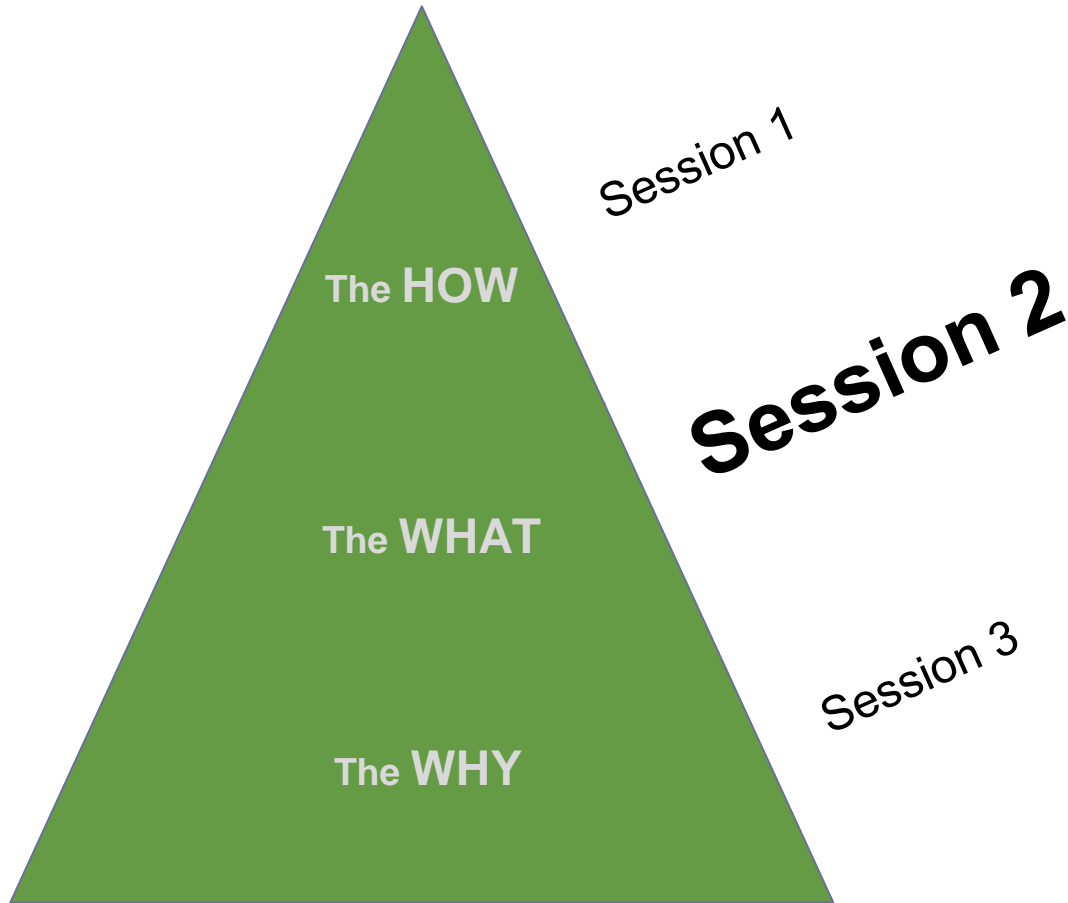 Session 1
The HOW
Session 2
The WHAT
Session 3
The WHY